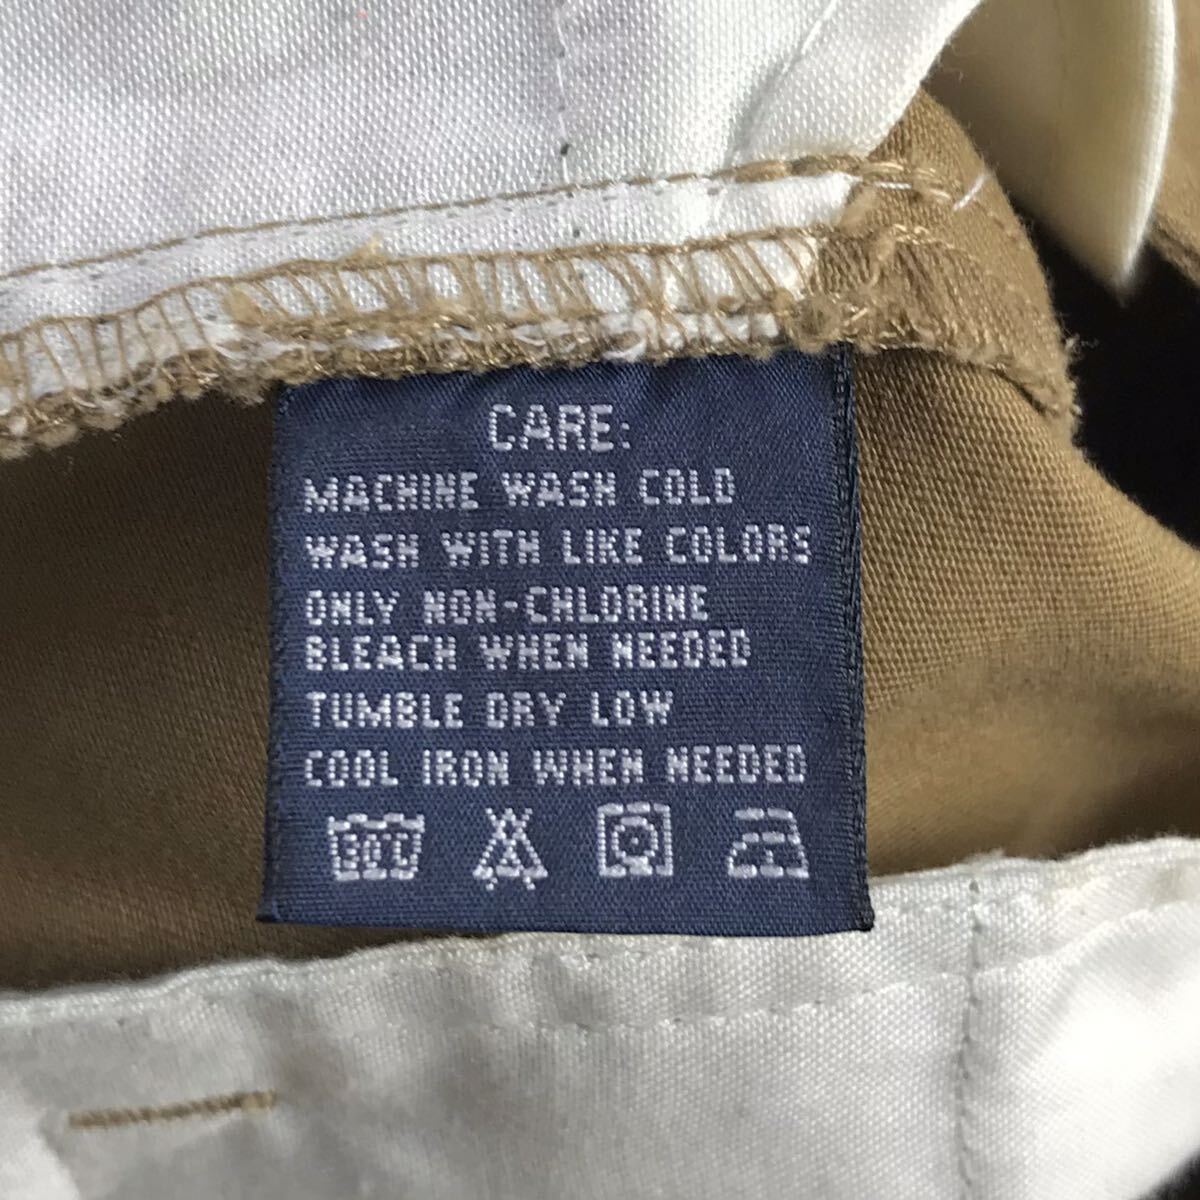 CARE:
MACHINE WASH COLD
WASH WITH LIKE COLORS
ONLY NON-CHLORINE
BLEACH WHEN NEEDED
TUMBLE DRY LOW
COOL IRON WHEN NEEDED
30°C